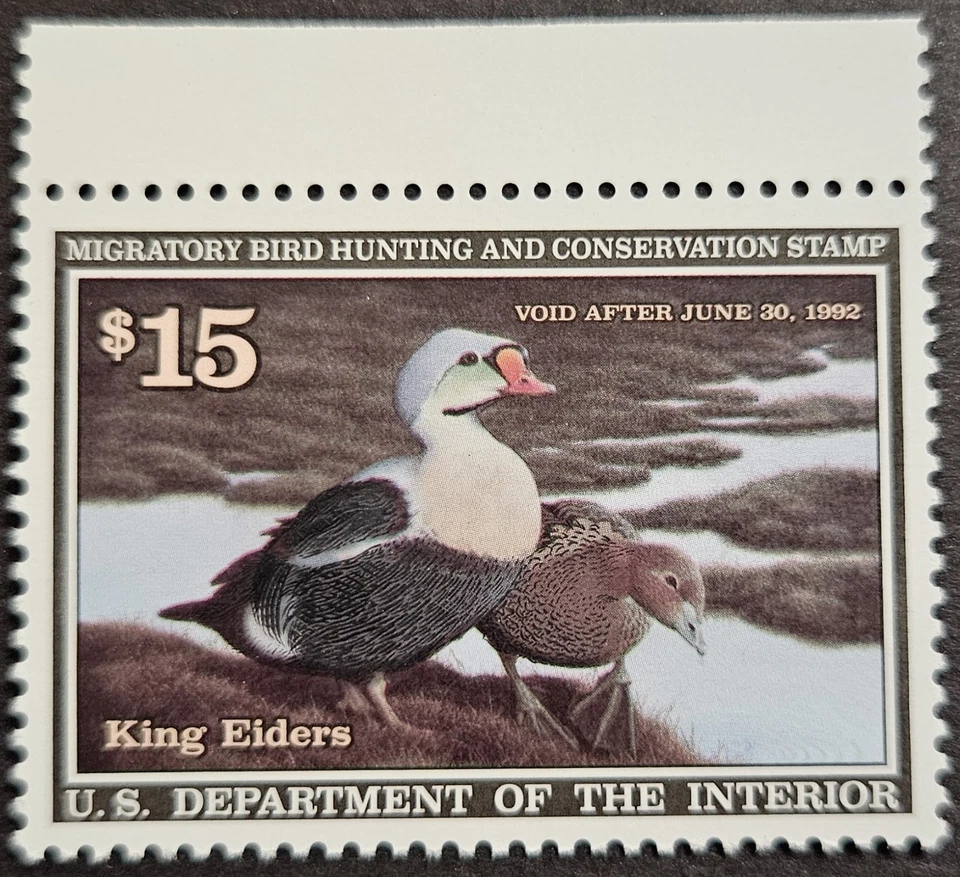 MIGRATORY BIRD HUNTING AND CONSERVATION STAMP
$15
VOID AFTER JUNE 30, 1992
King Eiders
U.S. DEPARTMENT OF THE INTERIOR